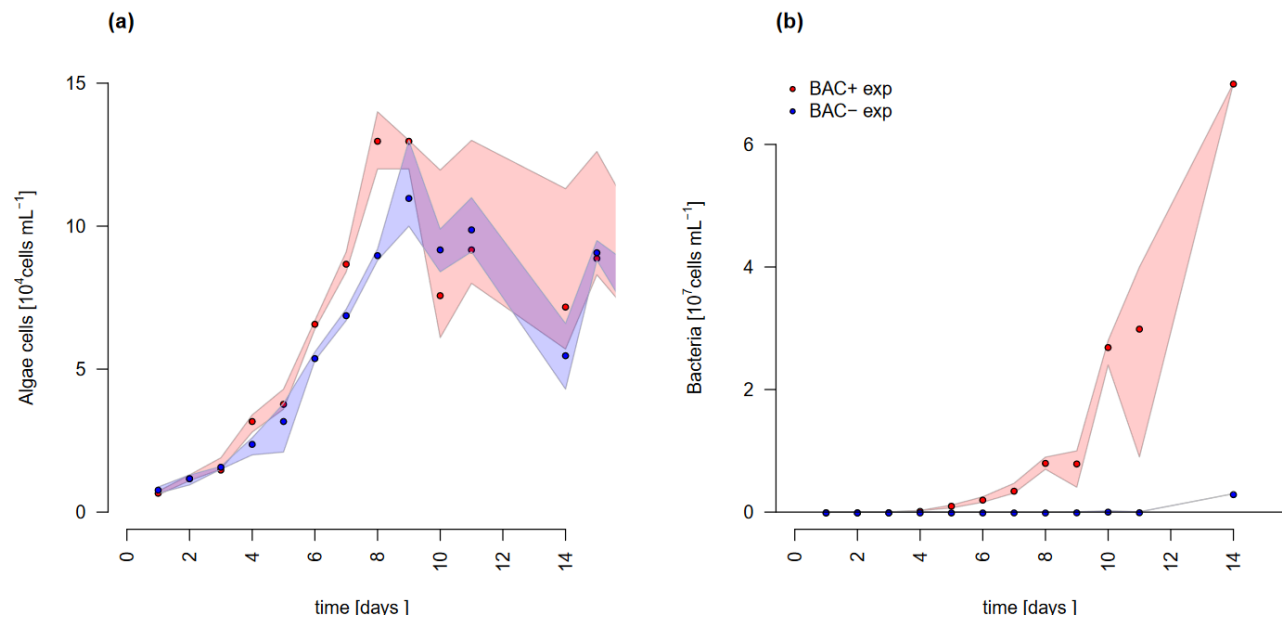 (a)
Algae cells [10⁴cells mL⁻¹]
15
10
5
0
0 2 4 6 8 10 12 14
time [days ]
(b)
BAC+ exp
BAC− exp
Bacteria [10⁷cells mL⁻¹]
6
4
2
0
0 2 4 6 8 10 12 14
time [days ]